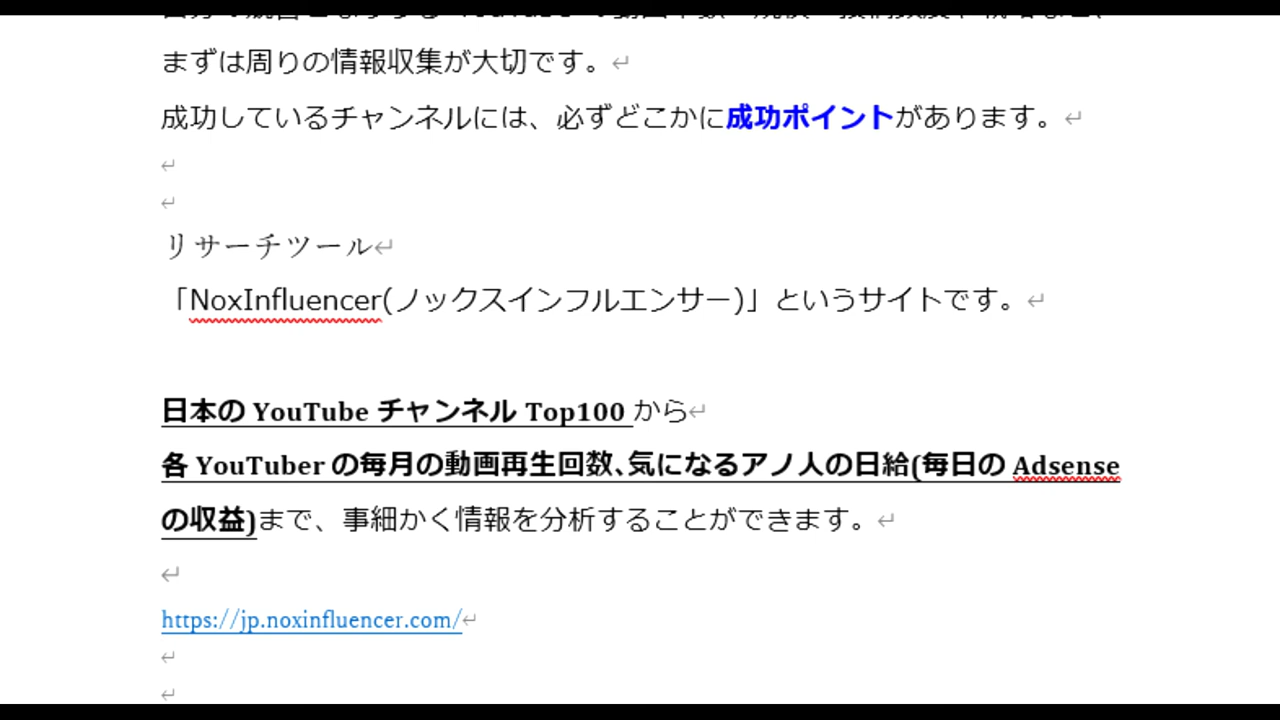 まずは周りの情報収集が大切です。
成功しているチャンネルには、必ずどこかに成功ポイントがあります。
リサーチツール
「NoxInfluencer(ノックスインフルエンサー)」というサイトです。
日本の YouTube チャンネル Top100 から
各 YouTuber の毎月の動画再生回数、気になるアノ人の日給(毎日の Adsense
の収益)まで、事細かく情報を分析することができます。
https://jp.noxinfluencer.com/